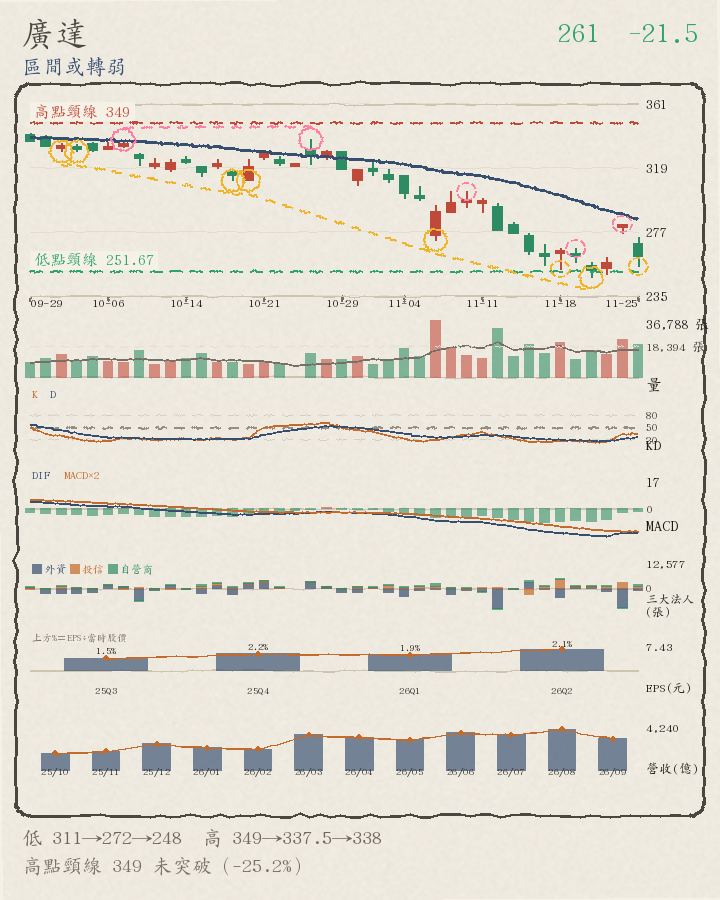 廣達
261 -21.5
區間或轉弱
高點頸線 349
低點頸線 251.67
361
319
277
235
09-29 10-06 10-14 10-21 10-29 11-04 11-11 11-18 11-25
36,788 張
18,394 張
量
K D
80
50
20
KD
DIF MACD×2
17
0
MACD
外資 投信 自營商
12,577
0
三大法人
(張)
上方%=EPS÷當時股價
7.43
1.5% 2.2% 1.9% 2.1%
25Q3 25Q4 26Q1 26Q2
EPS(元)
4,240
25/10 25/11 25/12 26/01 26/02 26/03 26/04 26/05 26/06 26/07 26/08 26/09
營收(億)
低 311→272→248 高 349→337.5→338
高點頸線 349 未突破 (-25.2%)